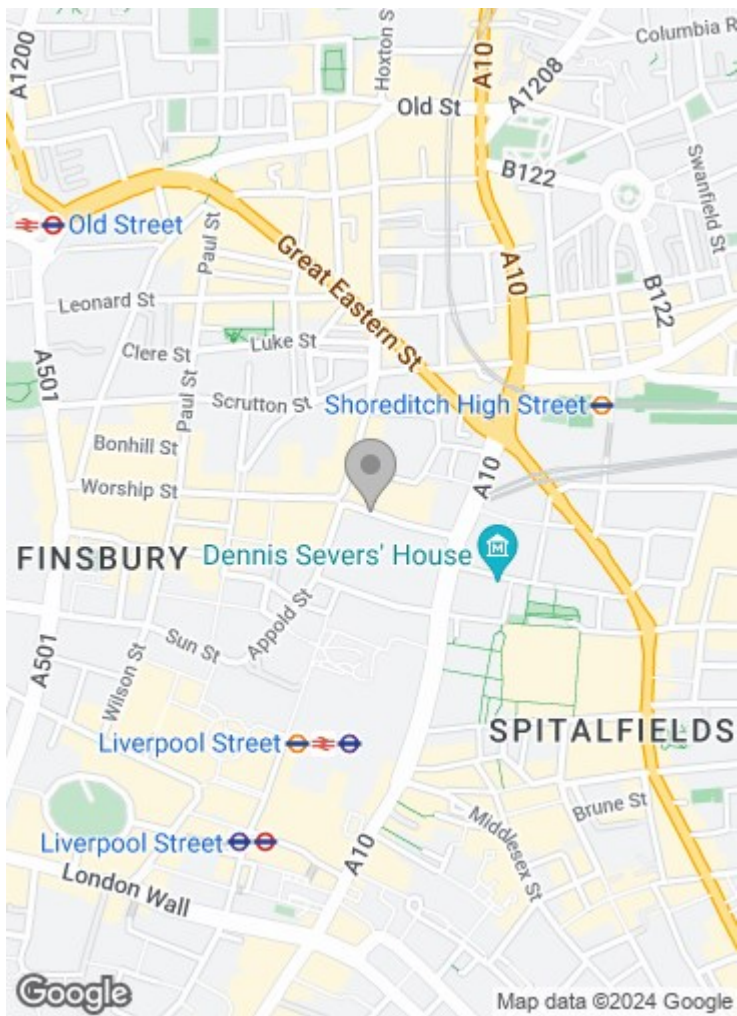 Hoxton S
Columbia R
A1200
A10
A1208
Old St
B122
Swanfield St
Old Street
Paul St
Great Eastern St
A10
B122
Leonard St
Clere St
Luke St
A501
Paul St
Scrutton St
Shoreditch High Street
Bonhill St
A10
Worship St
FINSBURY
Dennis Severs' House
M
Appold St
Sun St
A501
Wilson St
Liverpool Street
SPITALFIELDS
Brune St
Middlesex St
Liverpool Street
A10
London Wall
Google
Map data ©2024 Google